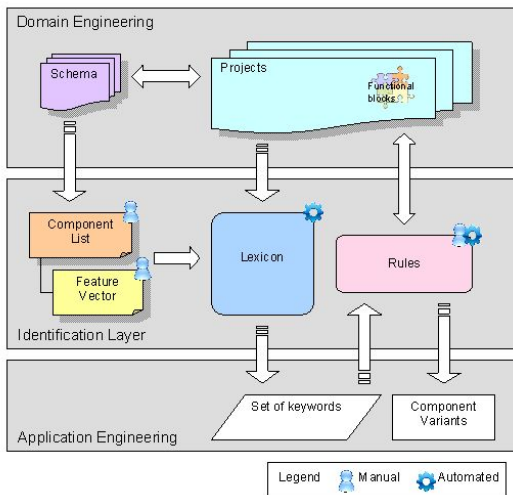 Domain Engineering
Schema
Projects
Functional
blocks
Component
List
Feature
Vector
Lexicon
Rules
Identification Layer
Set of keywords
Component
Variants
Application Engineering
Legend Manual Automated